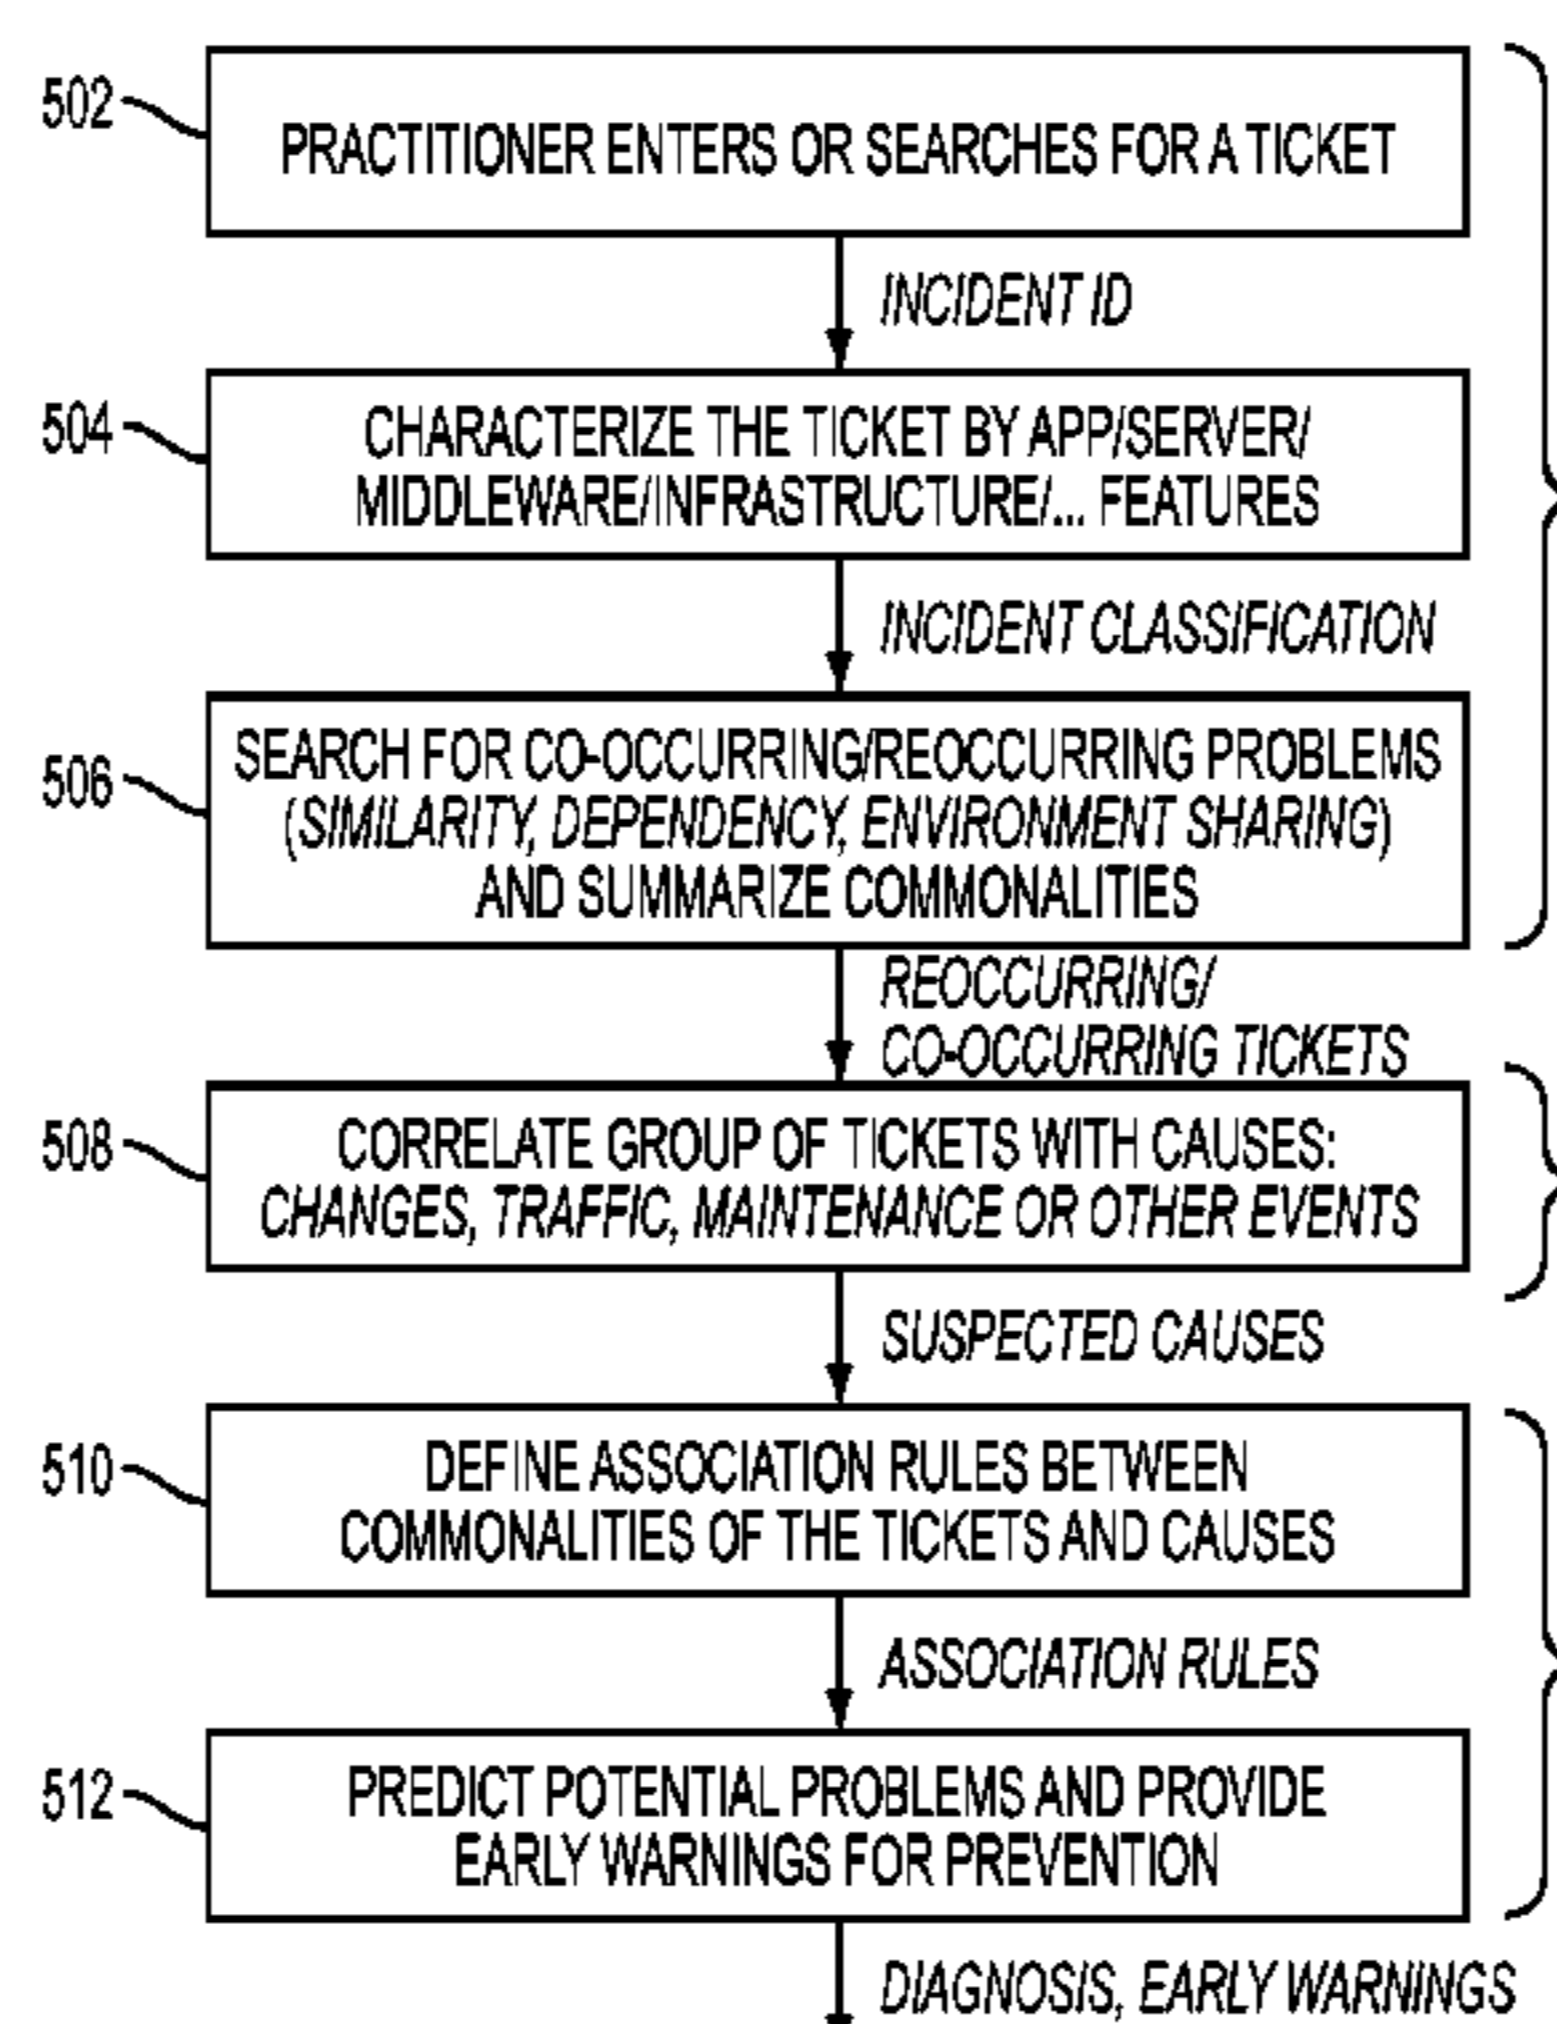 502
PRACTITIONER ENTERS OR SEARCHES FOR A TICKET
INCIDENT ID
504
CHARACTERIZE THE TICKET BY APP/SERVER/
MIDDLEWARE/INFRASTRUCTURE/... FEATURES
INCIDENT CLASSIFICATION
506
SEARCH FOR CO-OCCURRING/REOCCURRING PROBLEMS
(SIMILARITY, DEPENDENCY, ENVIRONMENT SHARING)
AND SUMMARIZE COMMONALITIES
REOCCURRING/
CO-OCCURRING TICKETS
508
CORRELATE GROUP OF TICKETS WITH CAUSES:
CHANGES, TRAFFIC, MAINTENANCE OR OTHER EVENTS
SUSPECTED CAUSES
510
DEFINE ASSOCIATION RULES BETWEEN
COMMONALITIES OF THE TICKETS AND CAUSES
ASSOCIATION RULES
512
PREDICT POTENTIAL PROBLEMS AND PROVIDE
EARLY WARNINGS FOR PREVENTION
DIAGNOSIS, EARLY WARNINGS